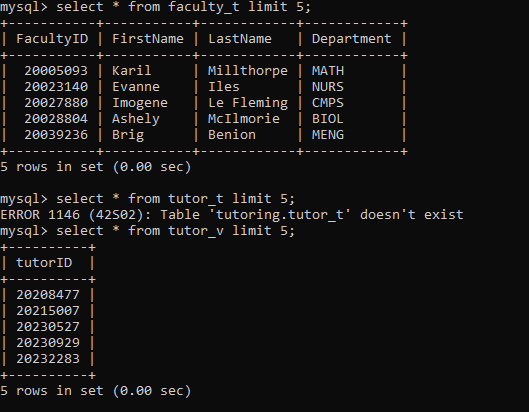 mysql> select * from faculty_t limit 5;
+-----------+-----------+------------+------------+
| FacultyID | FirstName | LastName   | Department |
+-----------+-----------+------------+------------+
|  20005093 | Karil     | Millthorpe | MATH       |
|  20023140 | Evanne    | Iles       | NURS       |
|  20027880 | Imogene   | Le Fleming | CMPS       |
|  20028804 | Ashely    | McIlmorie  | BIOL       |
|  20039236 | Brig      | Benion     | MENG       |
+-----------+-----------+------------+------------+
5 rows in set (0.00 sec)

mysql> select * from tutor_t limit 5;
ERROR 1146 (42S02): Table 'tutoring.tutor_t' doesn't exist
mysql> select * from tutor_v limit 5;
+----------+
| tutorID  |
+----------+
| 20208477 |
| 20215007 |
| 20230527 |
| 20230929 |
| 20232283 |
+----------+
5 rows in set (0.00 sec)